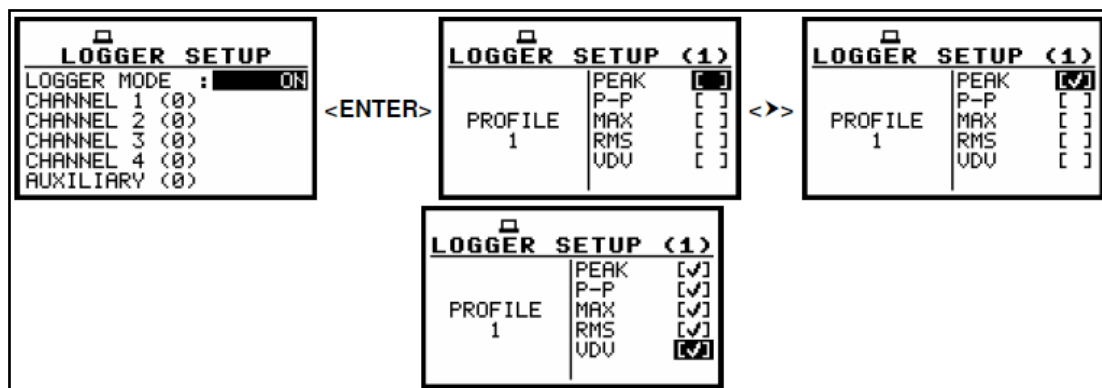 LOGGER SETUP
LOGGER MODE : ON
CHANNEL 1 (0)
CHANNEL 2 (0)
CHANNEL 3 (0)
CHANNEL 4 (0)
AUXILIARY (0)
<ENTER>
LOGGER SETUP (1)
PROFILE
1
PEAK [ ]
P-P [ ]
MAX [ ]
RMS [ ]
VDV [ ]
<➤>
LOGGER SETUP (1)
PROFILE
1
PEAK [✓]
P-P [ ]
MAX [ ]
RMS [ ]
VDV [ ]
LOGGER SETUP (1)
PROFILE
1
PEAK [✓]
P-P [✓]
MAX [✓]
RMS [✓]
VDV [✓]